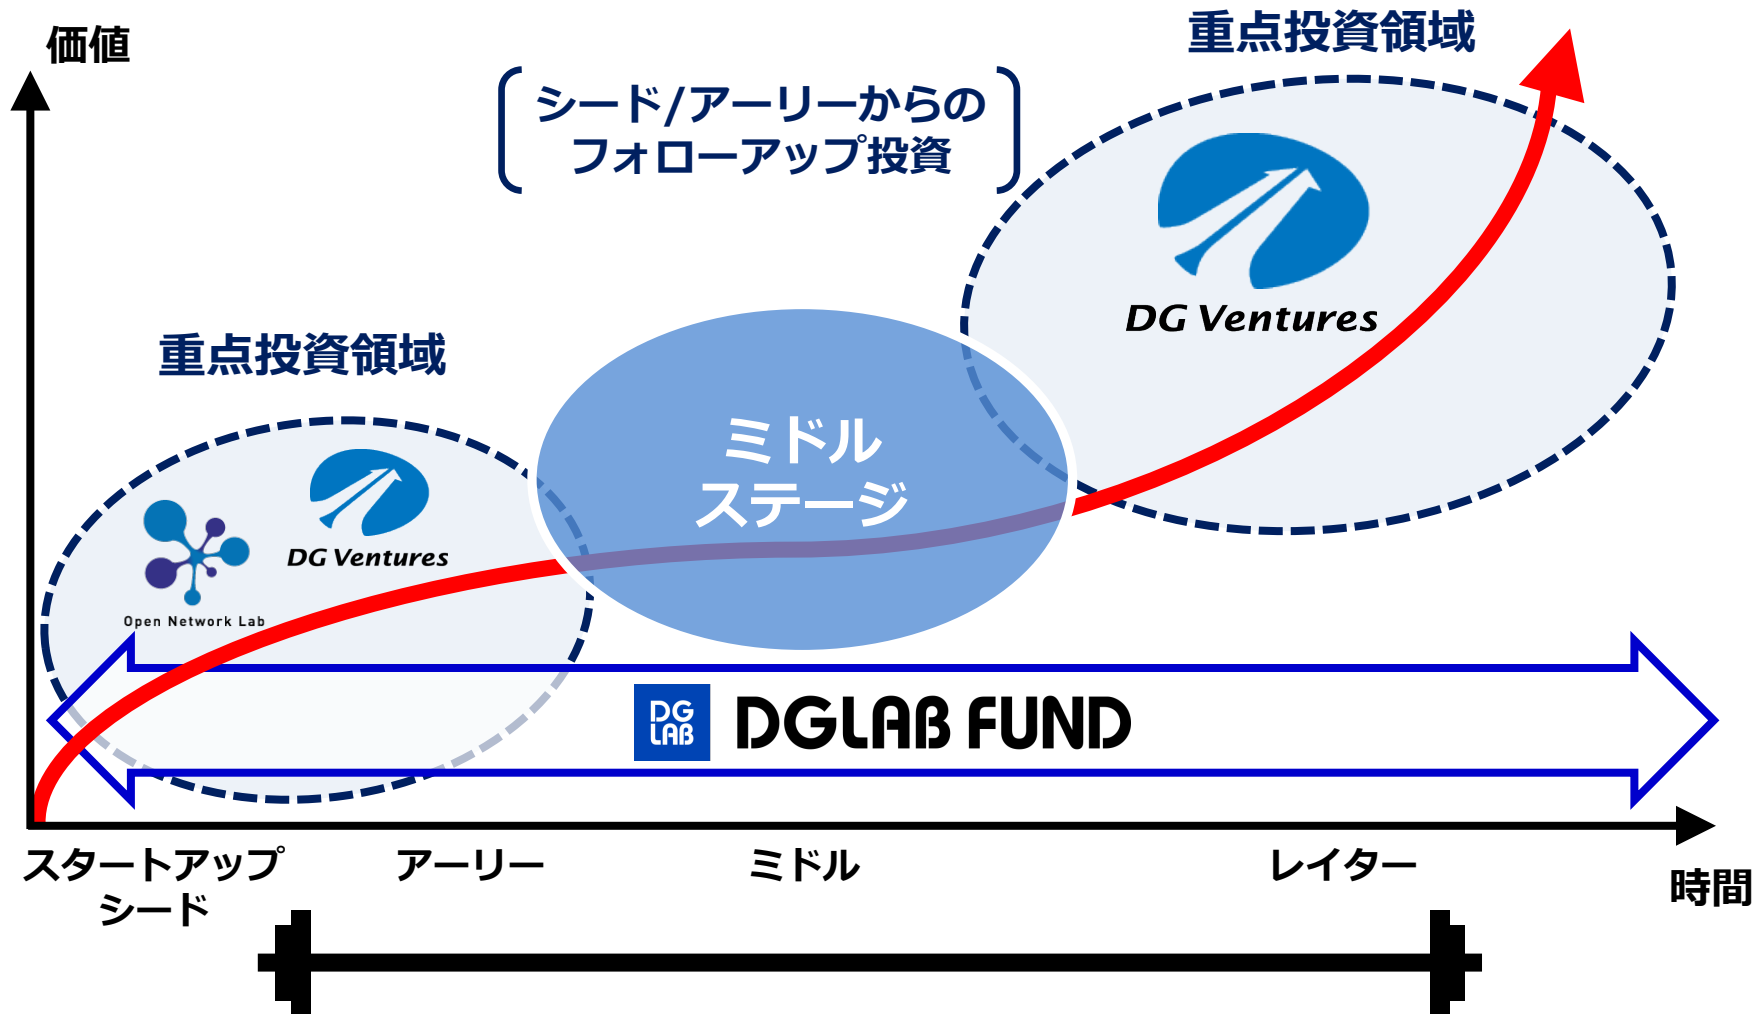 価値
重点投資領域
シード/アーリーからの
フォローアップ投資
DG Ventures
重点投資領域
ミドル
ステージ
DG Ventures
Open Network Lab
DG
LAB
DGLAB FUND
スタートアップ
シード
アーリー
ミドル
レイター
時間